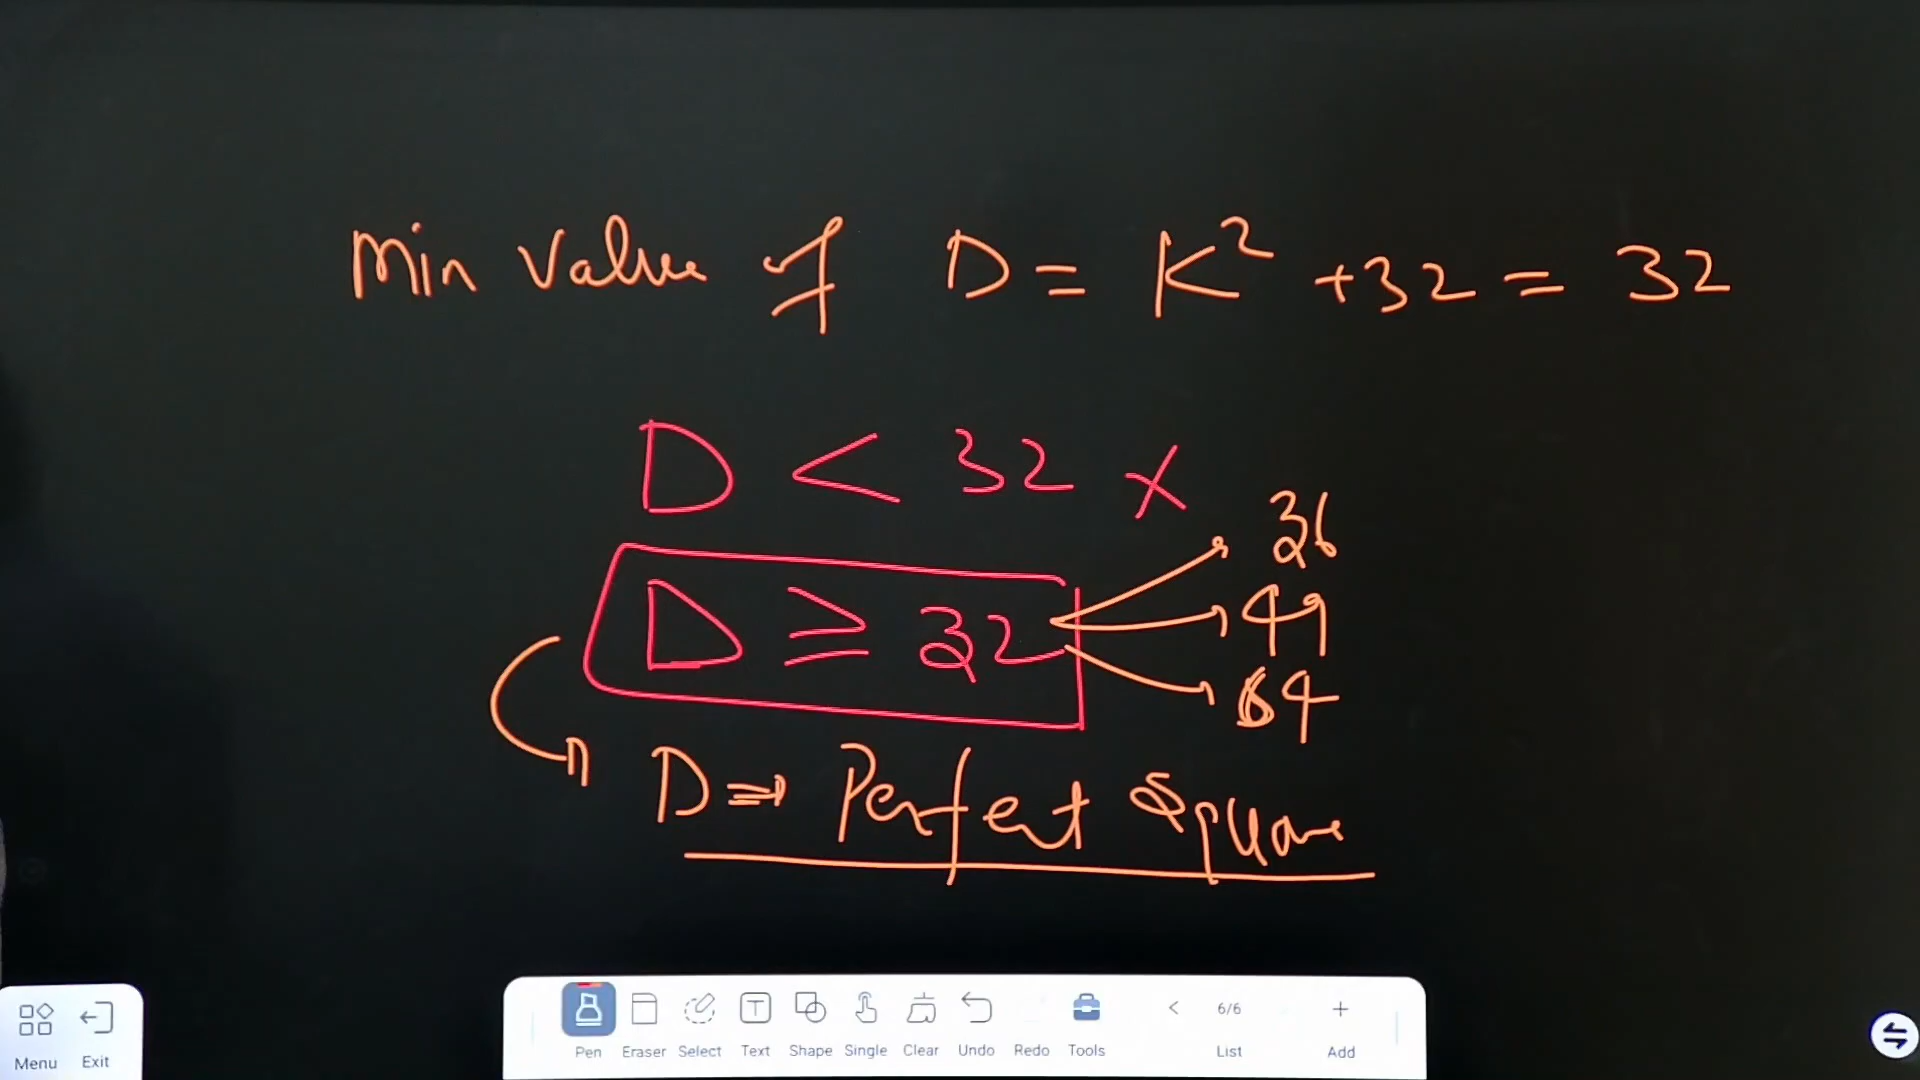 Min Value of D = K² + 32 = 32
D < 32 ×
36
D ≥ 32
49
64
D ⇒ Perfect Square
Pen Eraser Select Text Shape Single Clear Undo Redo Tools
6/6
List
Add
Menu Exit